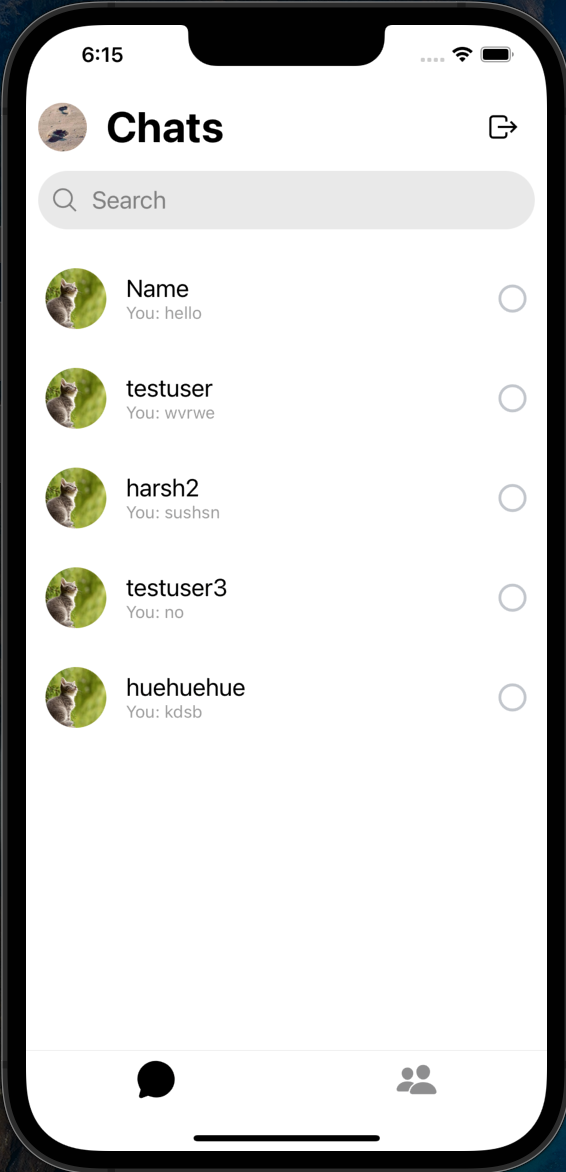 6:15
Chats
Search
Name
You: hello
testuser
You: wvrwe
harsh2
You: sushsn
testuser3
You: no
huehuehue
You: kdsb